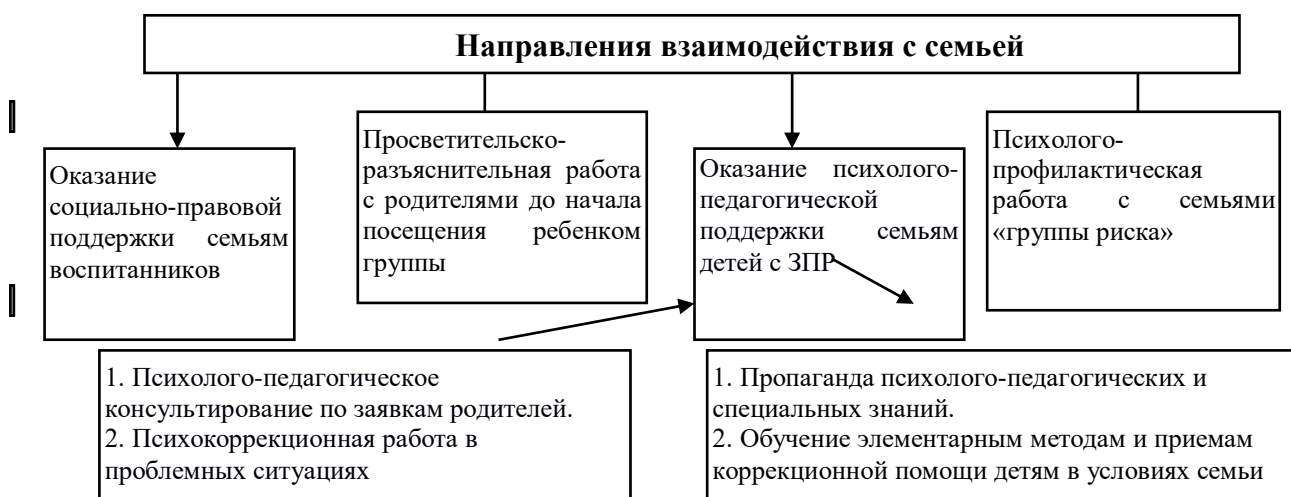 Направления взаимодействия с семьей
Оказание
социально-правовой
поддержки семьям
воспитанников
Просветительско-
разъяснительная работа
с родителями до начала
посещения ребенком
группы
Оказание психолого-
педагогической
поддержки семьям
детей с ЗПР
Психолого-
профилактическая
работа с семьями
«группы риска»
1. Психолого-педагогическое
консультирование по заявкам родителей.
2. Психокоррекционная работа в
проблемных ситуациях
1. Пропаганда психолого-педагогических и
специальных знаний.
2. Обучение элементарным методам и приемам
коррекционной помощи детям в условиях семьи